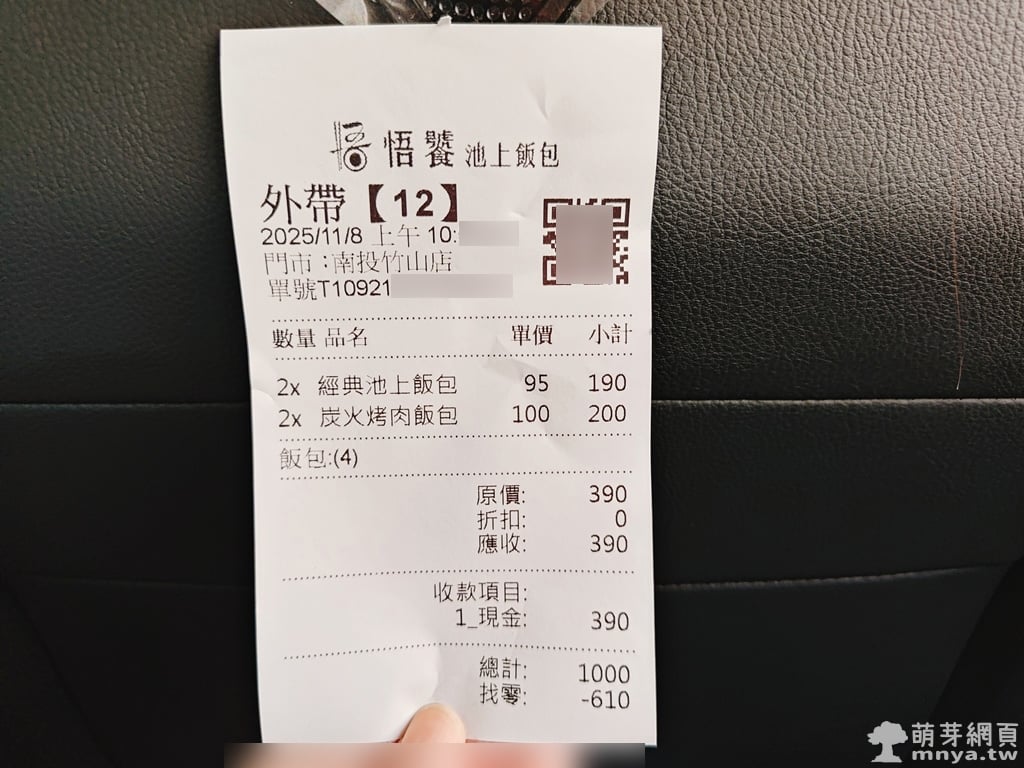 悟饕 池上飯包
外帶【12】
2025/11/8 上午 10:
門市：南投竹山店
單號T10921
數量 品名 單價 小計
2x 經典池上飯包 95 190
2x 炭火烤肉飯包 100 200
飯包:(4)
原價: 390
折扣: 0
應收: 390
收款項目:
1_現金: 390
總計: 1000
找零: -610
萌芽網頁
mnya.tw